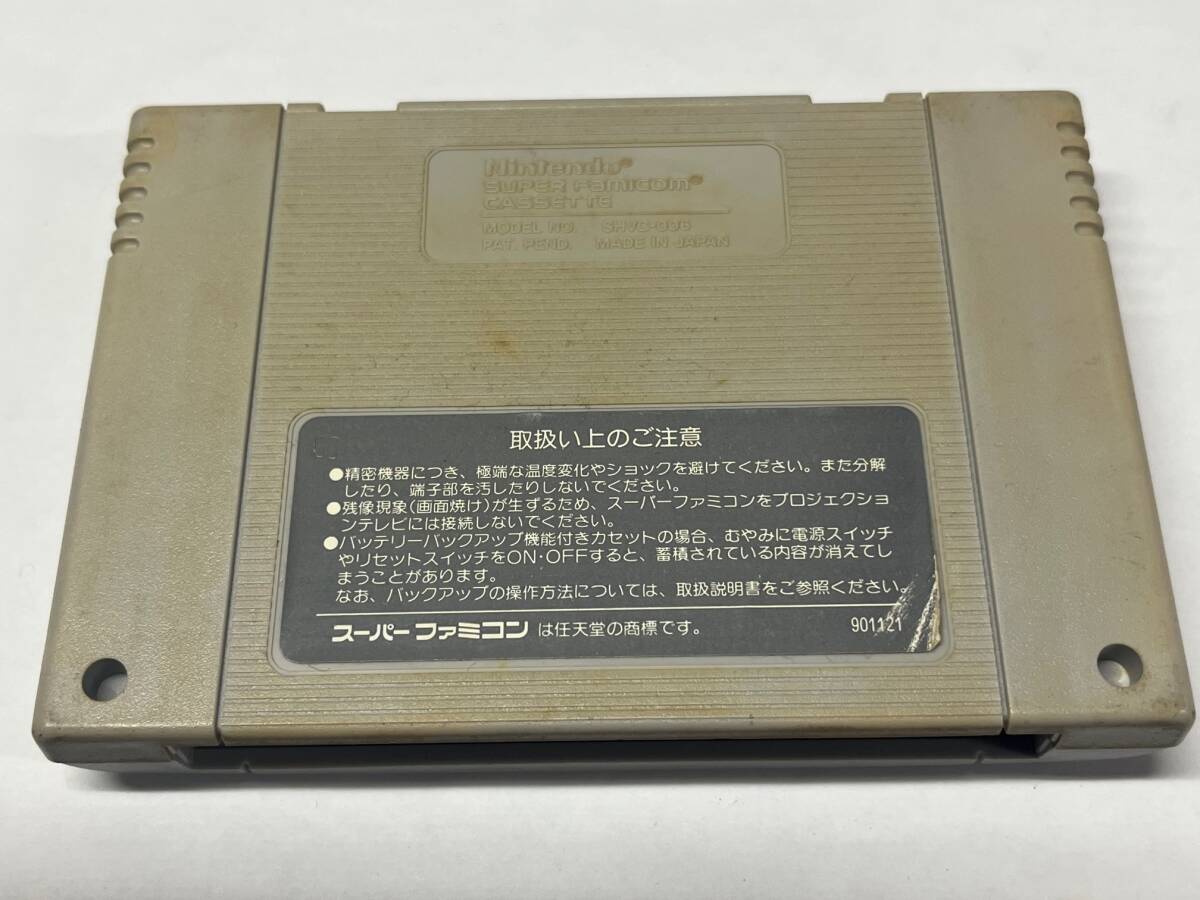 Nintendo®
SUPER Famicom®
CASSETTE
MODEL NO. SHVC-006
PAT. PEND. MADE IN JAPAN
取扱い上のご注意
●精密機器につき、極端な温度変化やショックを避けてください。また分解
したり、端子部を汚したりしないでください。
●残像現象(画面焼け)が生ずるため、スーパーファミコンをプロジェクショ
ンテレビには接続しないでください。
●バッテリーバックアップ機能付きカセットの場合、むやみに電源スイッチ
やリセットスイッチをON・OFFすると、蓄積されている内容が消えてし
まうことがあります。
なお、バックアップの操作方法については、取扱説明書をご参照ください。
スーパーファミコン は任天堂の商標です。 901121